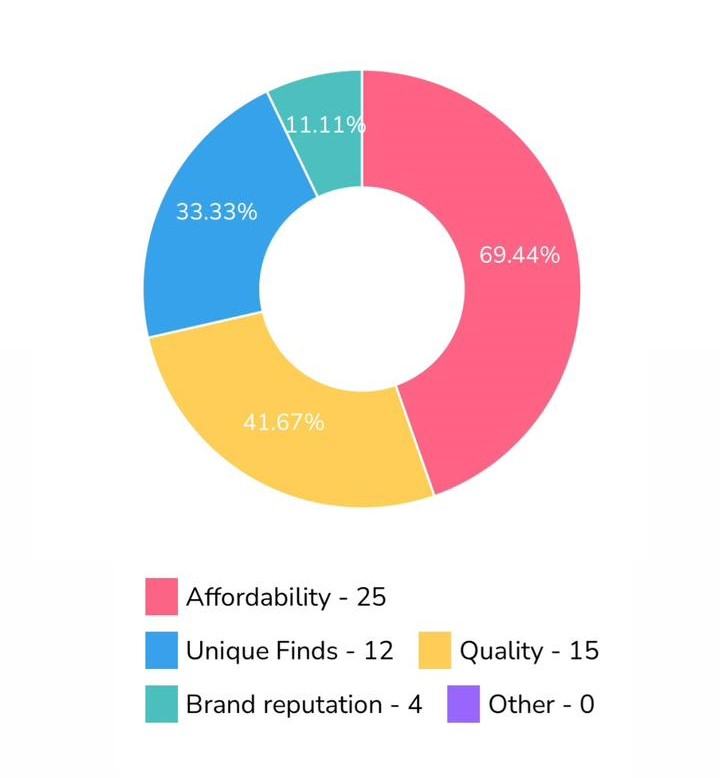 11.11%
33.33%
69.44%
41.67%
Affordability - 25
Unique Finds - 12 Quality - 15
Brand reputation - 4 Other - 0